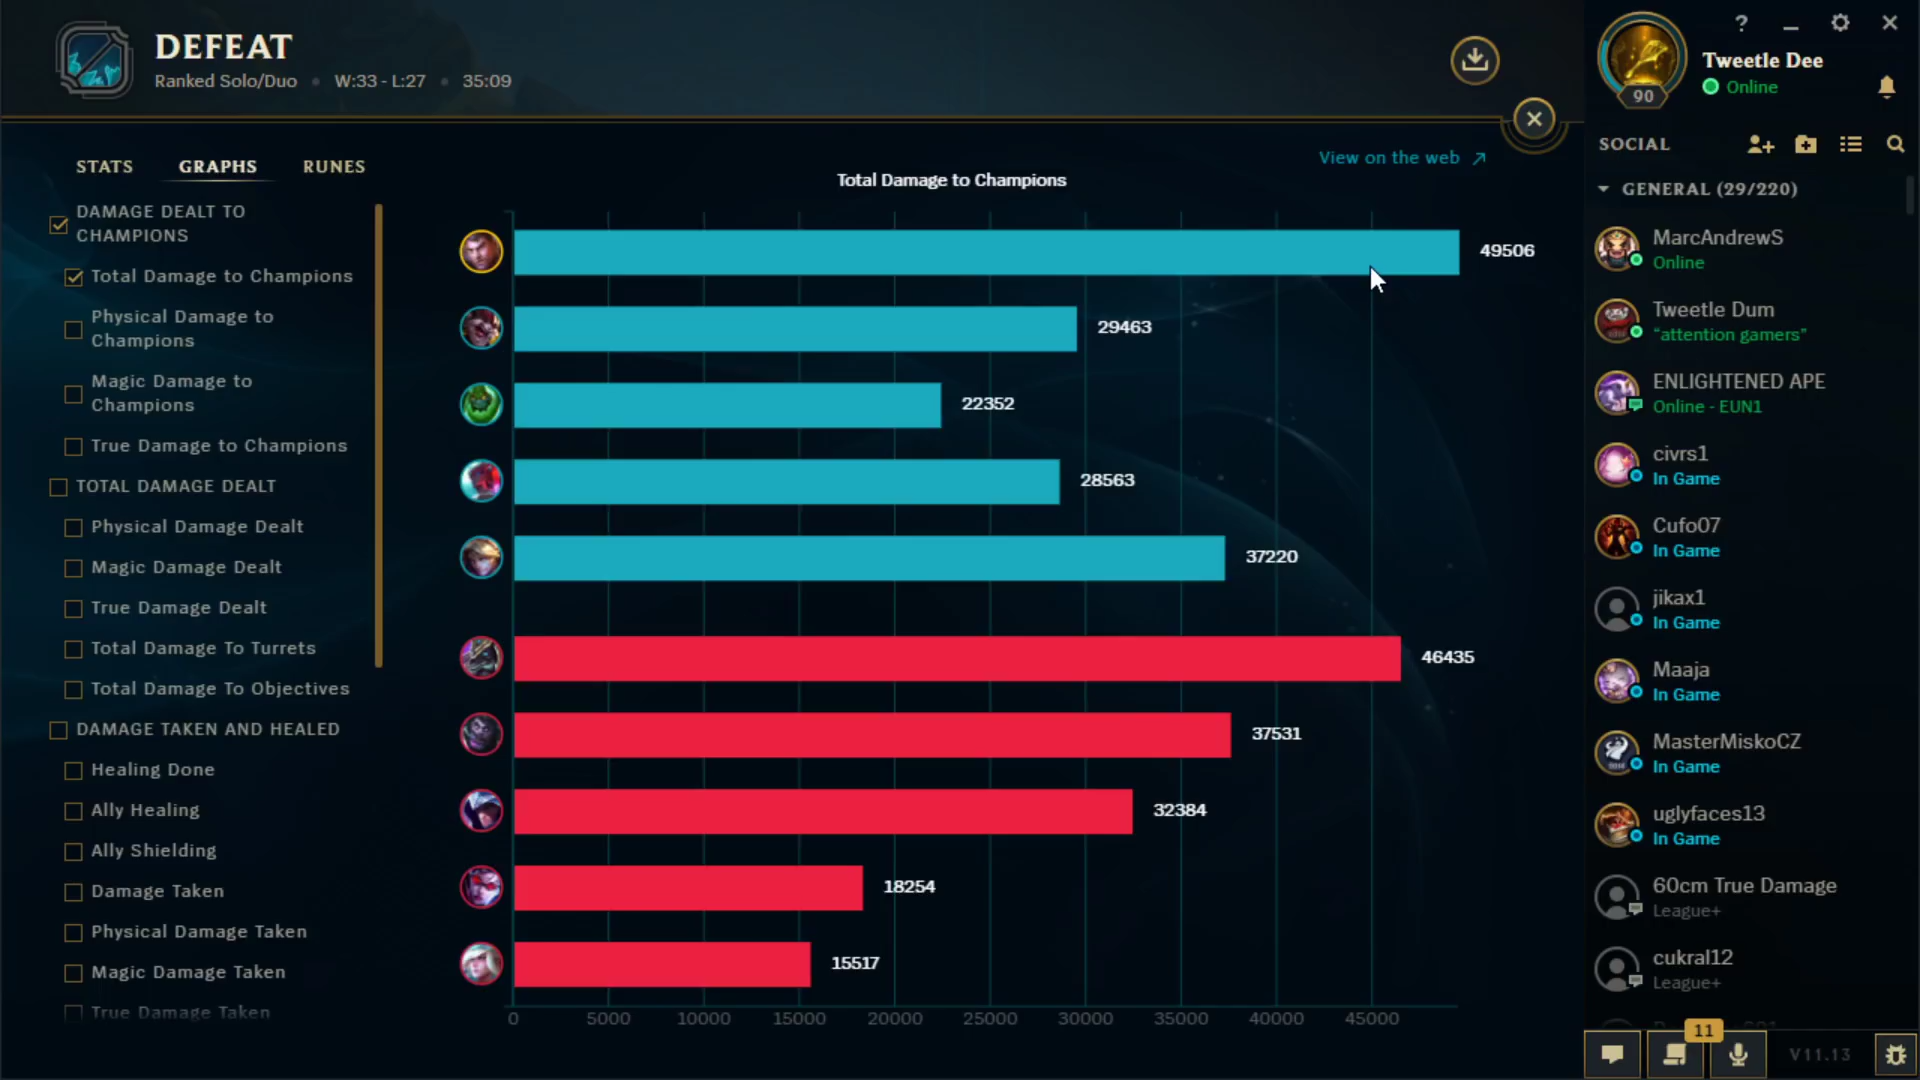 DEFEAT
Ranked Solo/Duo • W:33 - L:27 • 35:09
STATS GRAPHS RUNES
View on the web
DAMAGE DEALT TO
CHAMPIONS
Total Damage to Champions
Physical Damage to
Champions
Magic Damage to
Champions
True Damage to Champions
TOTAL DAMAGE DEALT
Physical Damage Dealt
Magic Damage Dealt
True Damage Dealt
Total Damage To Turrets
Total Damage To Objectives
DAMAGE TAKEN AND HEALED
Healing Done
Ally Healing
Ally Shielding
Damage Taken
Physical Damage Taken
Magic Damage Taken
True Damage Taken
Total Damage to Champions
49506
29463
22352
28563
37220
46435
37531
32384
18254
15517
0 5000 10000 15000 20000 25000 30000 35000 40000 45000
?
Tweetle Dee
Online
90
SOCIAL
GENERAL (29/220)
MarcAndrewS
Online
Tweetle Dum
“attention gamers”
ENLIGHTENED APE
Online - EUN1
civrs1
In Game
Cufo07
In Game
jikax1
In Game
Maaja
In Game
MasterMiskoCZ
In Game
uglyfaces13
In Game
60cm True Damage
League+
cukral12
League+
11
V11.13